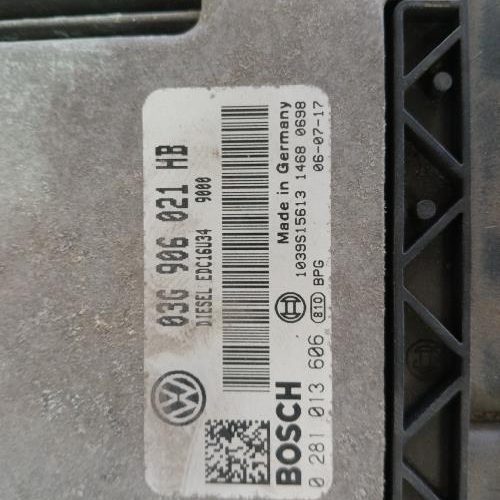 03G 906 021 HB
DIESEL EDC16U34 9000
Made in Germany
1039S15613 1468 0698
810 BPG 06-07-17
BOSCH
0 281 013 606